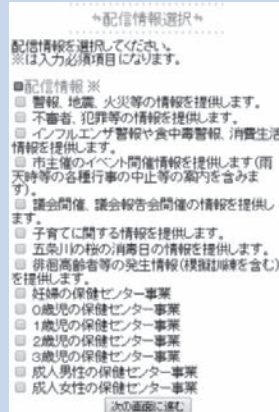 配信情報選択
配信情報を選択してください。
※は入力必須項目になります。
■配信情報 ※
警報、地震、火災等の情報を提供します。
不審者、犯罪等の情報を提供します。
インフルエンザ警報や食中毒警報、消費生活
情報を提供します。
市主催のイベント開催情報を提供します(雨
天時等の各種行事の中止等の案内を含みま
す)。
議会開催、議会報告会開催の情報を提供し
ます。
子育てに関する情報を提供します。
五条川の桜の消毒日の情報を提供します。
徘徊高齢者等の発生情報(模擬訓練を含む)
を提供します。
妊婦の保健センター事業
0歳児の保健センター事業
1歳児の保健センター事業
2歳児の保健センター事業
3歳児の保健センター事業
成人男性の保健センター事業
成人女性の保健センター事業
次の画面に進む